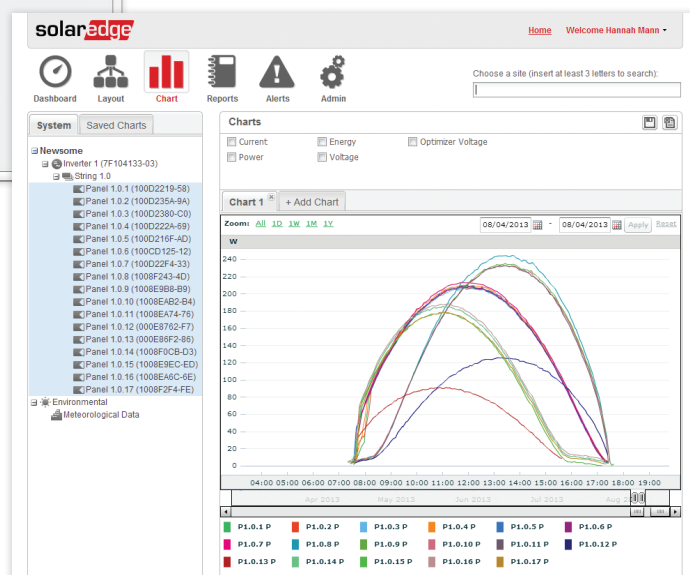 solaredge
Home Welcome Hannah Mann
Dashboard Layout Chart Reports Alerts Admin
Choose a site (insert at least 3 letters to search):
System Saved Charts
Newsome
Inverter 1 (7F104133-03)
String 1.0
Panel 1.0.1 (100D2219-58)
Panel 1.0.2 (100D235A-9A)
Panel 1.0.3 (100D2380-C0)
Panel 1.0.4 (100D222A-69)
Panel 1.0.5 (100D216F-AD)
Panel 1.0.6 (100CD125-12)
Panel 1.0.7 (100D22F4-33)
Panel 1.0.8 (1008F243-4D)
Panel 1.0.9 (1008E9B8-B9)
Panel 1.0.10 (1008EAB2-B4)
Panel 1.0.11 (1008EA74-76)
Panel 1.0.12 (000E8762-F7)
Panel 1.0.13 (000E86F2-86)
Panel 1.0.14 (1008F0CB-D3)
Panel 1.0.15 (1008E9EC-ED)
Panel 1.0.16 (1008EA6C-6E)
Panel 1.0.17 (1008F2F4-FE)
Environmental
Meteorological Data
Charts
Current Energy Optimizer Voltage
Power Voltage
Chart 1 + Add Chart
Zoom: All 1D 1W 1M 1Y 08/04/2013 - 08/04/2013 Apply Reset
W
240
220
200
180
160
140
120
100
80
60
40
20
0
04:00 05:00 06:00 07:00 08:00 09:00 10:00 11:00 12:00 13:00 14:00 15:00 16:00 17:00 18:00 19:00
Apr 2013 May 2013 Jun 2013 Jul 2013 Aug
P1.0.1 P P1.0.2 P P1.0.3 P P1.0.4 P P1.0.5 P P1.0.6 P
P1.0.7 P P1.0.8 P P1.0.9 P P1.0.10 P P1.0.11 P P1.0.12 P
P1.0.13 P P1.0.14 P P1.0.15 P P1.0.16 P P1.0.17 P